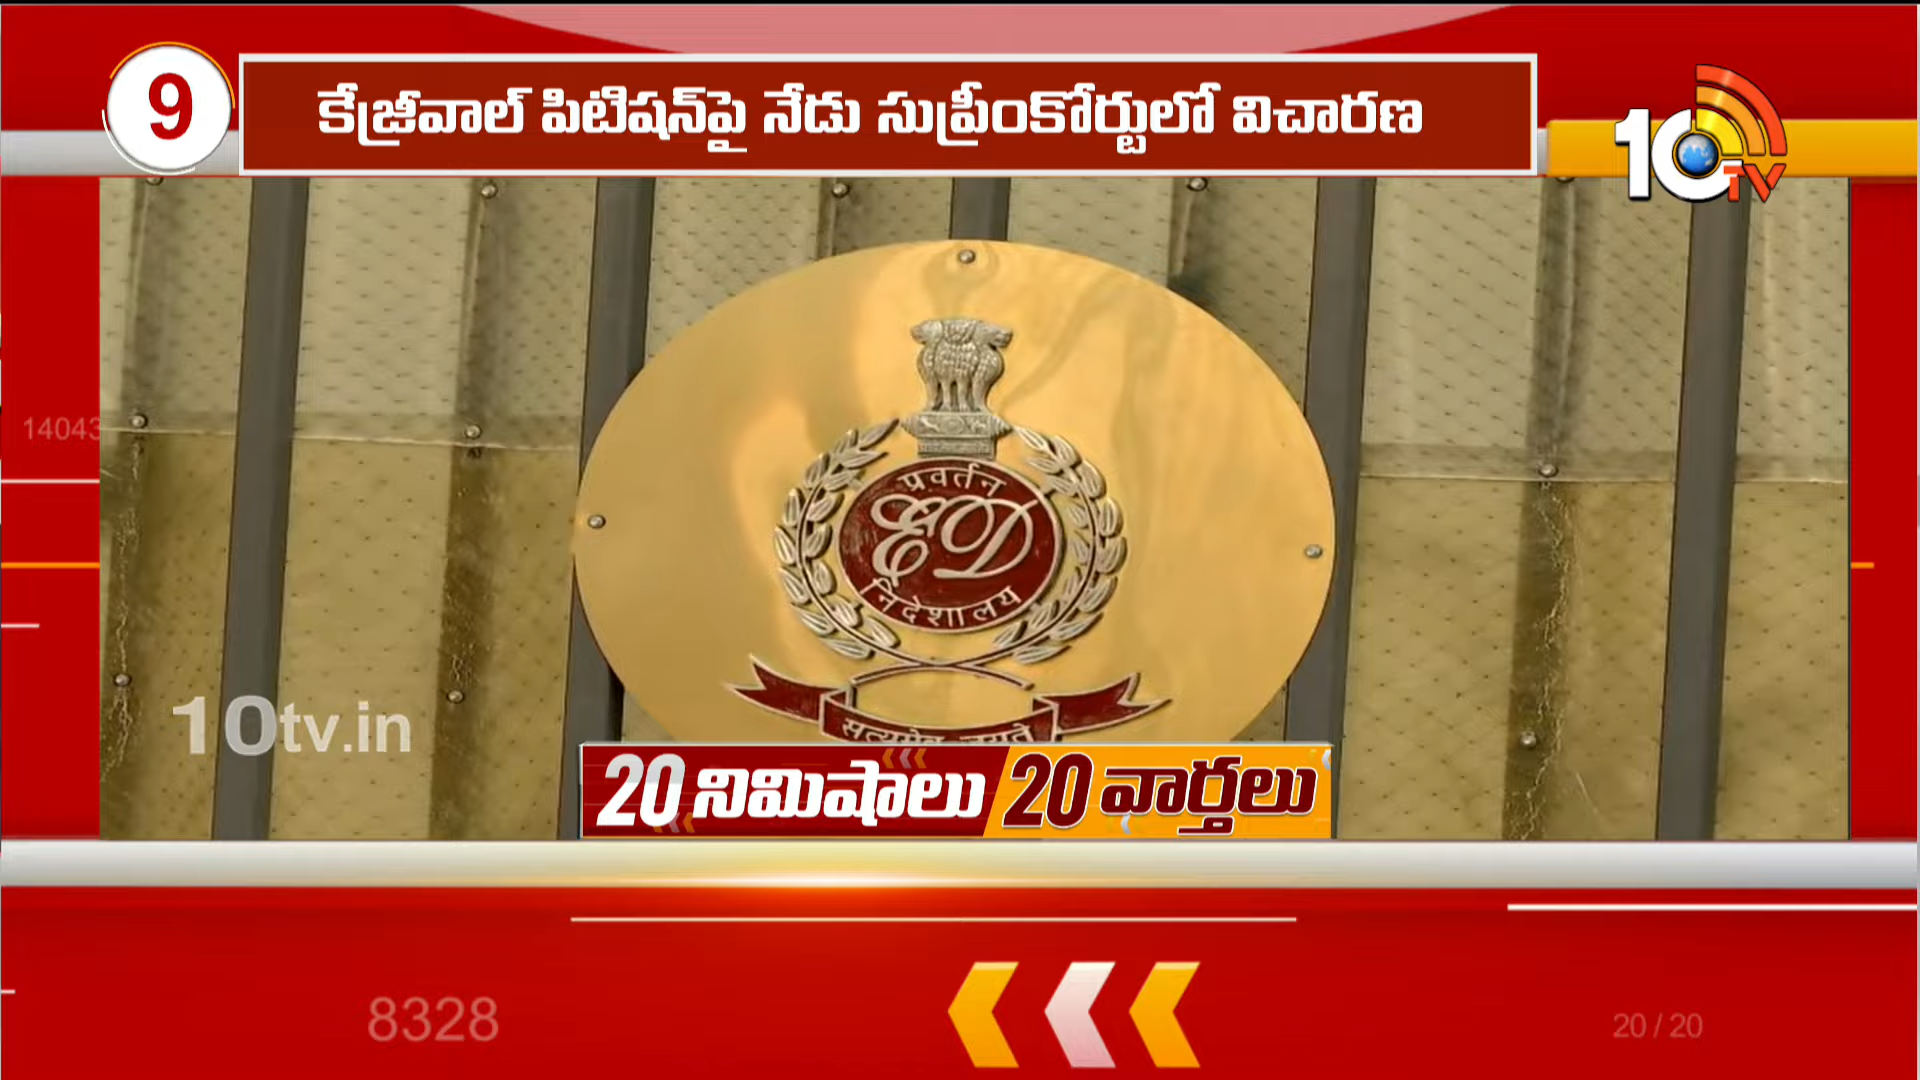 9
కేజ్రీవాల్ పిటిషన్‌పై నేడు సుప్రీంకోర్టులో విచారణ
10TV
14043
प्रवर्तन
ED
निदेशालय
10tv.in
20 నిమిషాలు 20 వార్తలు
8328
20 / 20